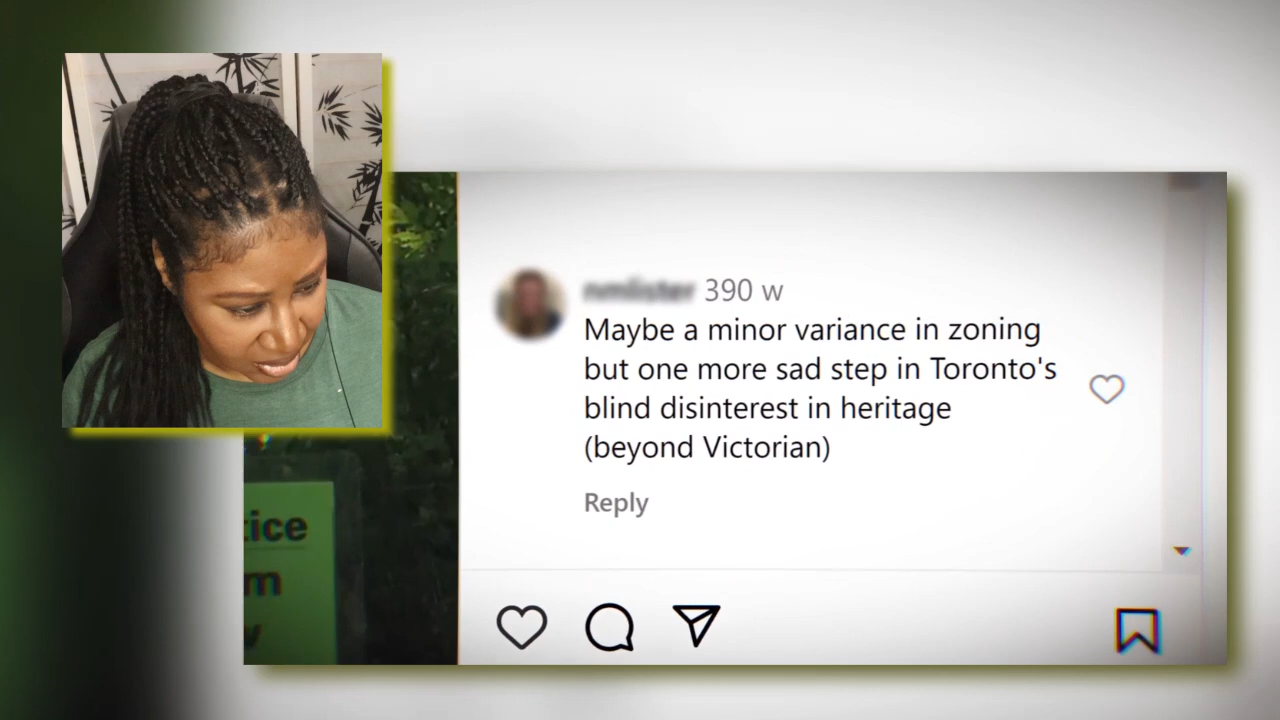 390 w
Maybe a minor variance in zoning
but one more sad step in Toronto's
blind disinterest in heritage
(beyond Victorian)
Reply
tice